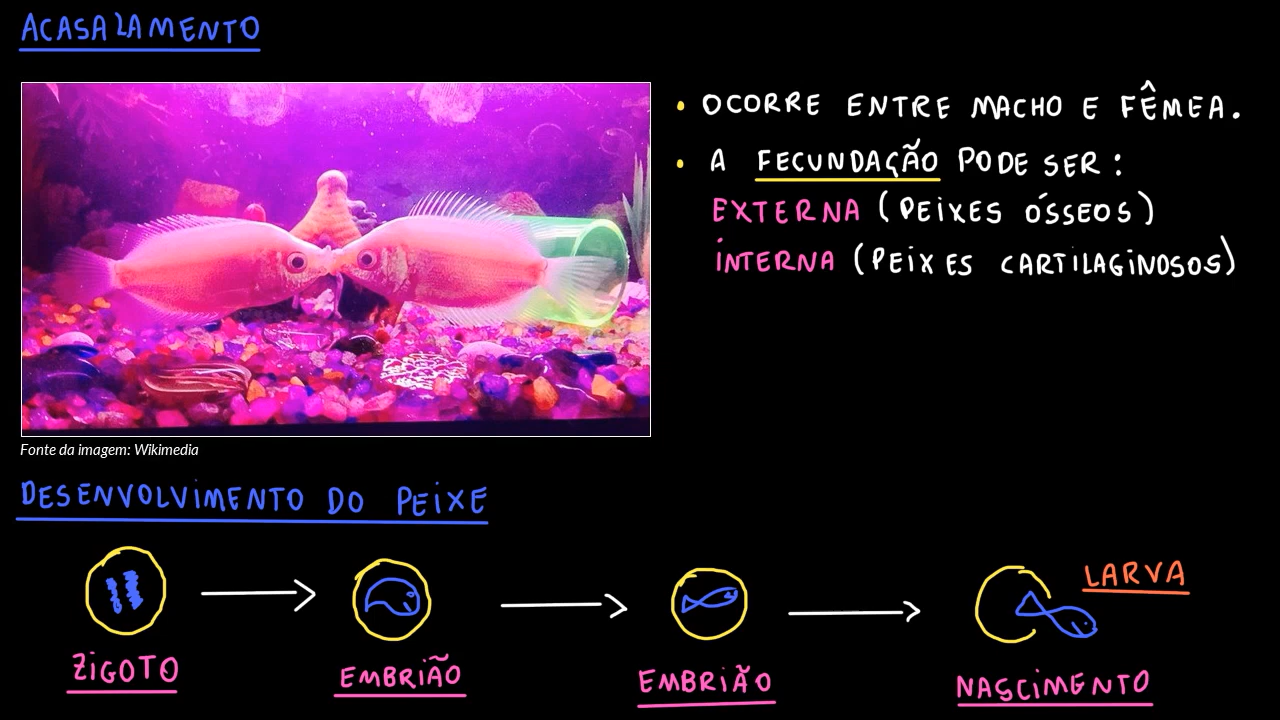 ACASALAMENTO
• OCORRE ENTRE MACHO E FÊMEA.
• A FECUNDAÇÃO PODE SER:
EXTERNA (PEIXES ÓSSEOS)
INTERNA (PEIXES CARTILAGINOSOS)
Fonte da imagem: Wikimedia
DESENVOLVIMENTO DO PEIXE
LARVA
ZIGOTO
EMBRIÃO
EMBRIÃO
NASCIMENTO